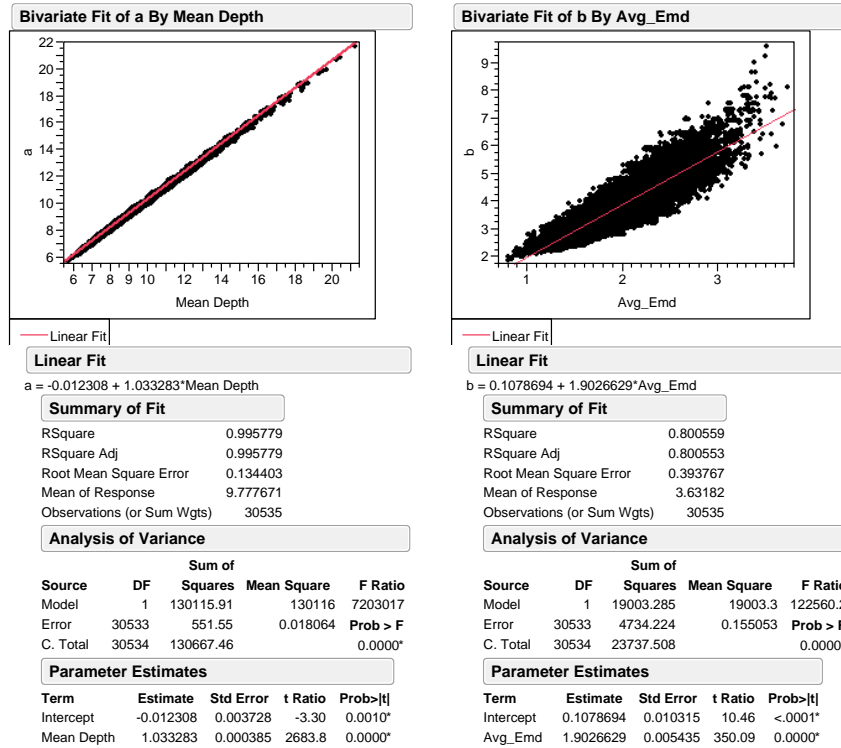 Bivariate Fit of a By Mean Depth
22
20
18
16
14
12
10
8
6
a
6 7 8 9 10 12 14 16 18 20
Mean Depth
Linear Fit
Linear Fit
a = -0.012308 + 1.033283*Mean Depth
Summary of Fit
RSquare 0.995779
RSquare Adj 0.995779
Root Mean Square Error 0.134403
Mean of Response 9.777671
Observations (or Sum Wgts) 30535
Analysis of Variance
Sum of
Source DF Squares Mean Square F Ratio
Model 1 130115.91 130116 7203017
Error 30533 551.55 0.018064 Prob > F
C. Total 30534 130667.46 0.0000*
Parameter Estimates
Term Estimate Std Error t Ratio Prob>|t|
Intercept -0.012308 0.003728 -3.30 0.0010*
Mean Depth 1.033283 0.000385 2683.8 0.0000*
Bivariate Fit of b By Avg_Emd
9
8
7
6
5
4
3
2
b
1 2 3
Avg_Emd
Linear Fit
Linear Fit
b = 0.1078694 + 1.9026629*Avg_Emd
Summary of Fit
RSquare 0.800559
RSquare Adj 0.800553
Root Mean Square Error 0.393767
Mean of Response 3.63182
Observations (or Sum Wgts) 30535
Analysis of Variance
Sum of
Source DF Squares Mean Square F Ratio
Model 1 19003.285 19003.3 122560.2
Error 30533 4734.224 0.155053 Prob > F
C. Total 30534 23737.508 0.0000
Parameter Estimates
Term Estimate Std Error t Ratio Prob>|t|
Intercept 0.1078694 0.010315 10.46 <.0001*
Avg_Emd 1.9026629 0.005435 350.09 0.0000*